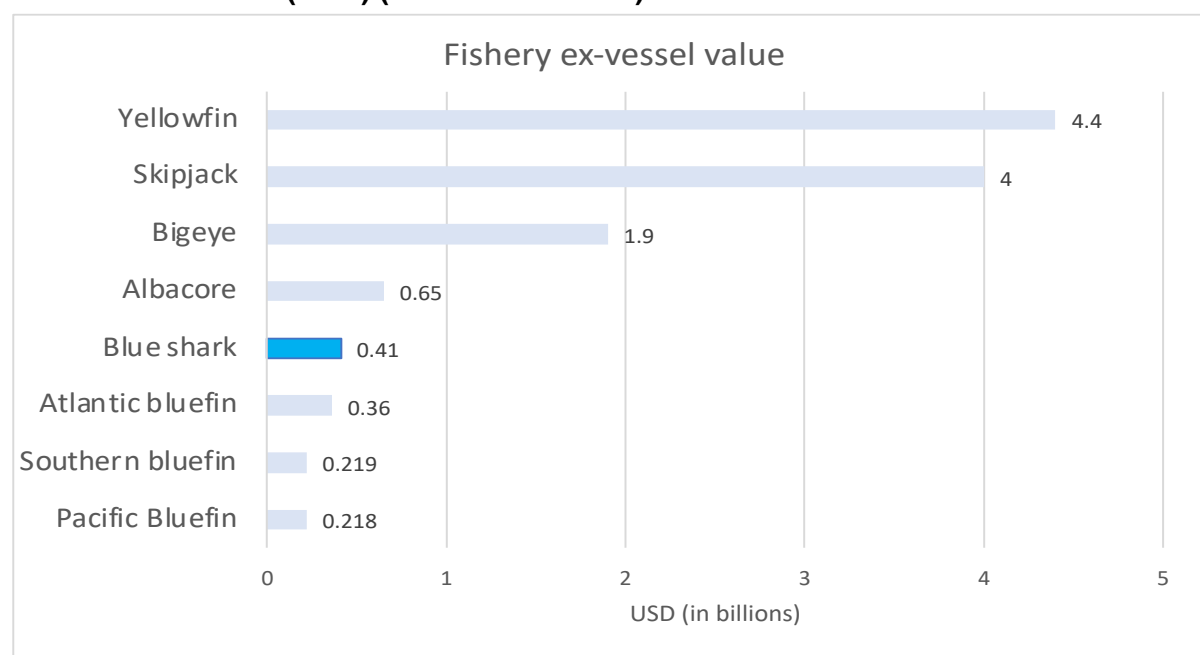 Fishery ex-vessel value
Yellowfin 4.4
Skipjack 4
Bigeye 1.9
Albacore 0.65
Blue shark 0.41
Atlantic bluefin 0.36
Southern bluefin 0.219
Pacific Bluefin 0.218
0 1 2 3 4 5
USD (in billions)